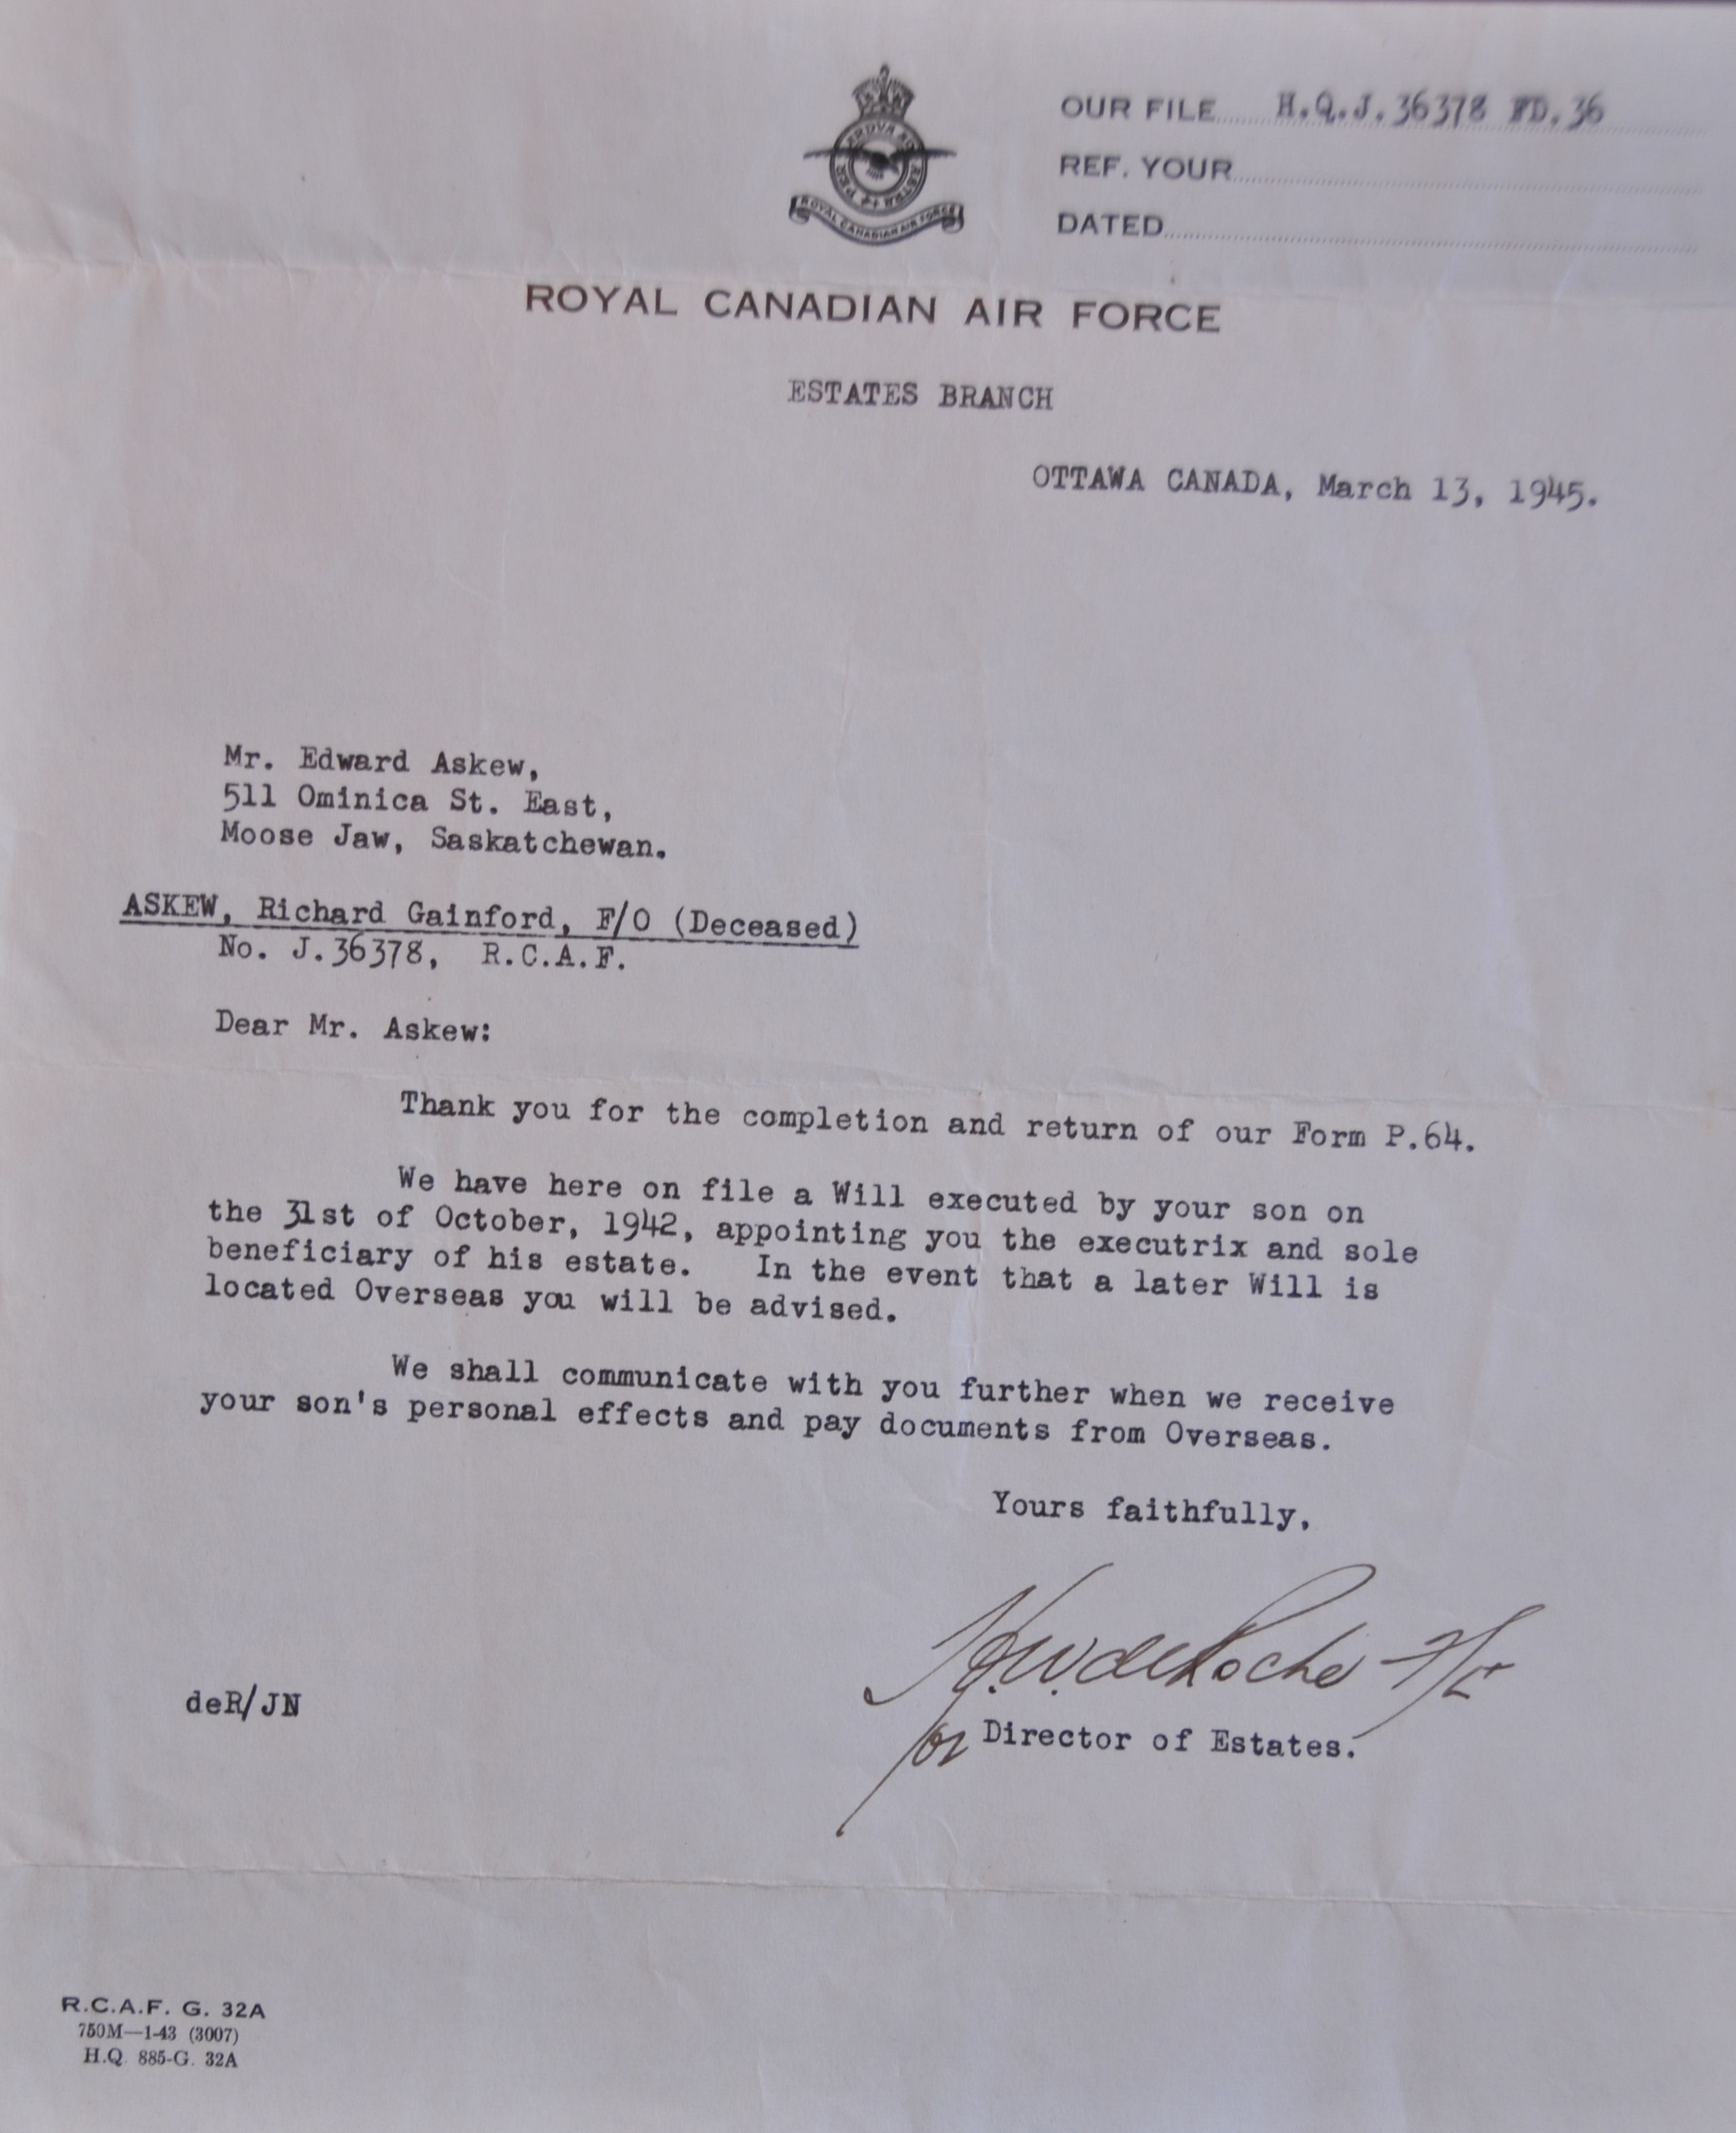 OUR FILE...... H.Q.J.36378 FD.36
REF. YOUR
DATED
ROYAL CANADIAN AIR FORCE
ROYAL CANADIAN AIR FORCE
ESTATES BRANCH
OTTAWA CANADA, March 13, 1945.
Mr. Edward Askew,
511 Ominica St. East,
Moose Jaw, Saskatchewan.
ASKEW, Richard Gainford, F/O (Deceased)
No. J.36378, R.C.A.F.
Dear Mr. Askew:
Thank you for the completion and return of our Form P.64.
We have here on file a Will executed by your son on
the 31st of October, 1942, appointing you the executrix and sole
beneficiary of his estate. In the event that a later Will is
located Overseas you will be advised.
We shall communicate with you further when we receive
your son's personal effects and pay documents from Overseas.
Yours faithfully,
deRoche F/Lt
deR/JN
for Director of Estates.
R.C.A.F. G. 32A
750M—1-43 (3007)
H.Q. 885-G. 32A